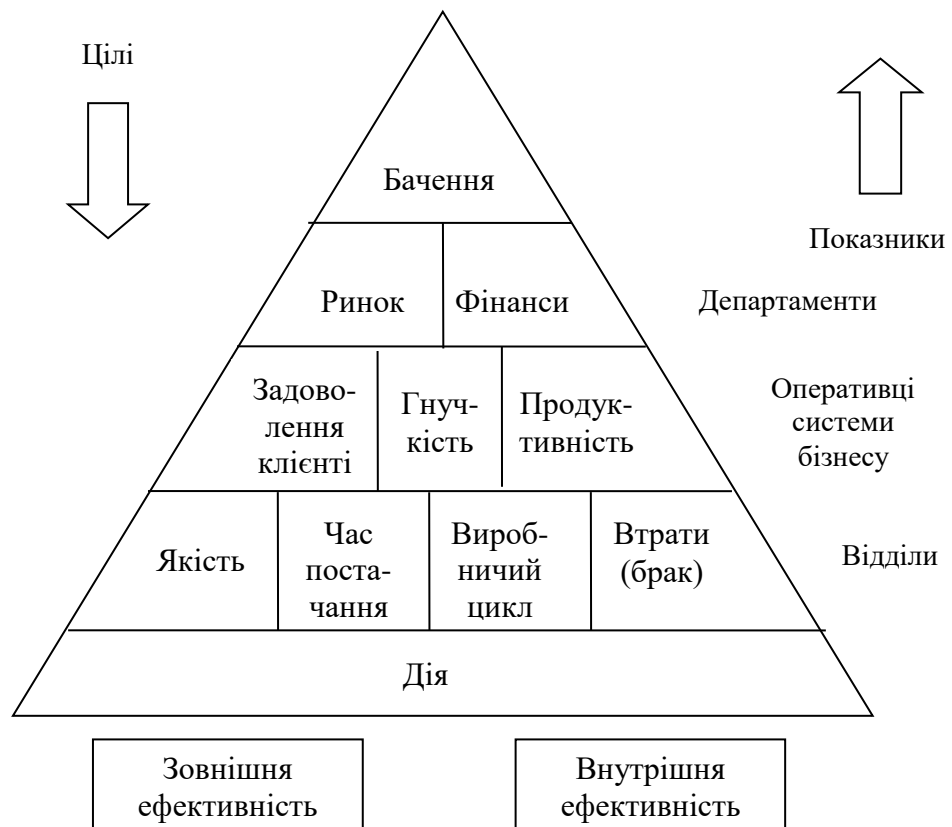 Цілі
Бачення
Показники
Ринок
Фінанси
Департаменти
Задово-
лення
клієнті
Гнуч-
кість
Продук-
тивність
Оперативці
системи
бізнесу
Якість
Час
поста-
чання
Вироб-
ничий
цикл
Втрати
(брак)
Відділи
Дія
Зовнішня
ефективність
Внутрішня
ефективність